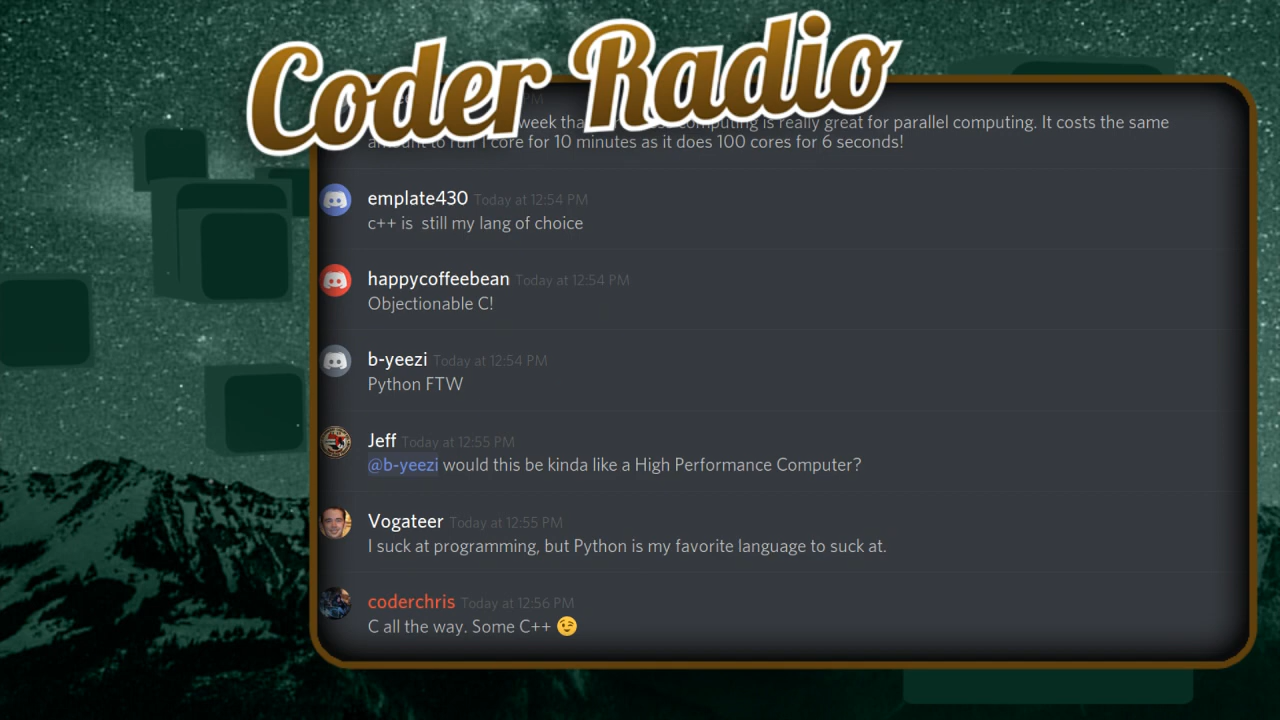 Coder Radio
PM
week computing is really great for parallel computing. It costs the same
amount to run 1 core for 10 minutes as it does 100 cores for 6 seconds!
emplate430 Today at 12:54 PM
c++ is  still my lang of choice
happycoffeebean Today at 12:54 PM
Objectionable C!
b-yeezi Today at 12:54 PM
Python FTW
Jeff Today at 12:55 PM
@b-yeezi would this be kinda like a High Performance Computer?
Vogateer Today at 12:55 PM
I suck at programming, but Python is my favorite language to suck at.
coderchris Today at 12:56 PM
C all the way. Some C++ 😉